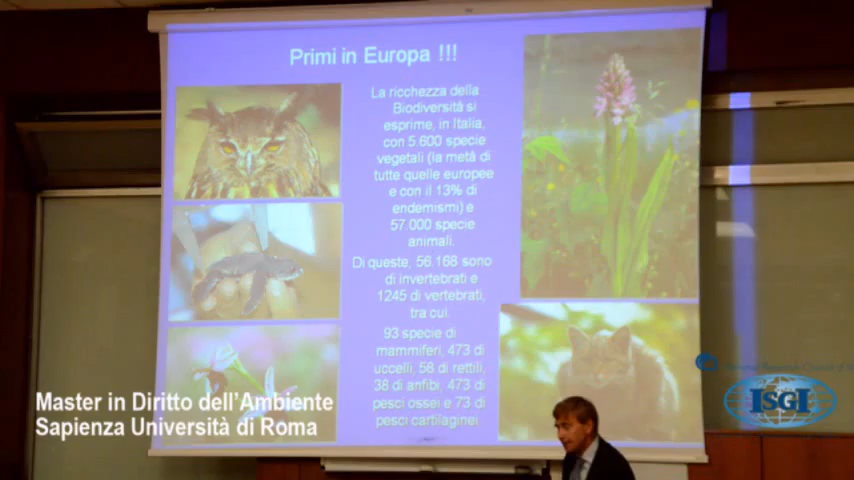 Primi in Europa !!!
La ricchezza della
Biodiversità si
esprime, in Italia,
con 5.600 specie
vegetali (la metà di
tutte quelle europee
e con il 13% di
endemismi) e
57.000 specie
animali.
Di queste, 56.168 sono
di invertebrati e
1245 di vertebrati,
tra cui:
93 specie di
mammiferi, 473 di
uccelli, 58 di rettili,
38 di anfibi, 473 di
pesci ossei e 73 di
pesci cartilaginei.
Master in Diritto dell'Ambiente
Sapienza Università di Roma
ISGI